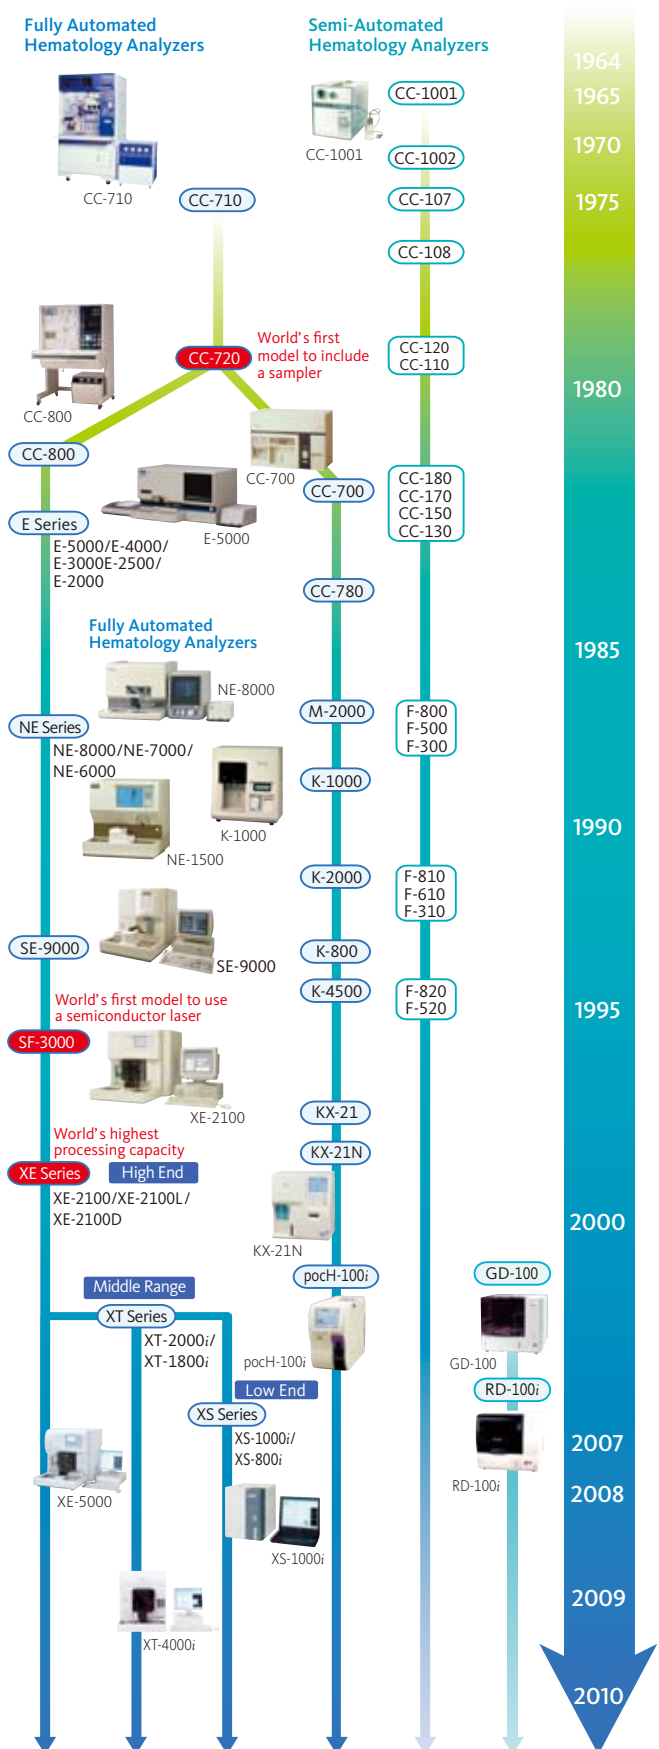 Fully Automated
Hematology Analyzers
Semi-Automated
Hematology Analyzers
1964
CC-1001
1965
1970
CC-1001
CC-1002
CC-710
CC-710
CC-107
1975
CC-108
World's first
model to include
a sampler
CC-720
CC-120
CC-110
1980
CC-800
CC-800
CC-700
CC-700
CC-180
CC-170
CC-150
CC-130
E Series
E-5000
E-5000/E-4000/
E-3000E-2500/
E-2000
CC-780
Fully Automated
Hematology Analyzers
1985
NE-8000
M-2000
F-800
F-500
F-300
NE Series
NE-8000/NE-7000/
NE-6000
K-1000
K-1000
1990
NE-1500
K-2000
F-810
F-610
F-310
SE-9000
SE-9000
K-800
K-4500
F-820
F-520
1995
World's first model to use
a semiconductor laser
SF-3000
XE-2100
KX-21
World's highest
processing capacity
KX-21N
XE Series
High End
XE-2100/XE-2100L/
XE-2100D
2000
KX-21N
pocH-100i
GD-100
Middle Range
XT Series
XT-2000i/
XT-1800i
pocH-100i
GD-100
Low End
RD-100i
XS Series
XS-1000i/
XS-800i
2007
RD-100i
2008
XE-5000
XS-1000i
2009
XT-4000i
2010